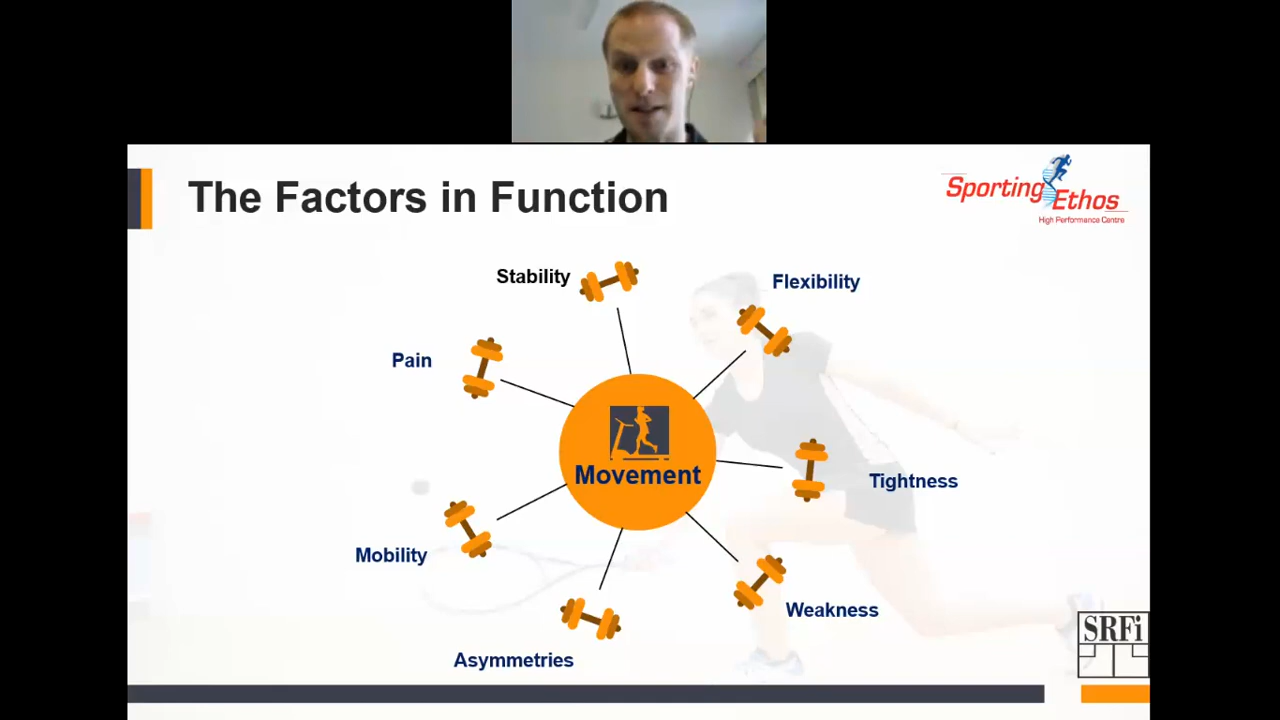 The Factors in Function
Sporting Ethos
High Performance Centre
Stability
Flexibility
Pain
Movement
Tightness
Mobility
Weakness
Asymmetries
SRFi